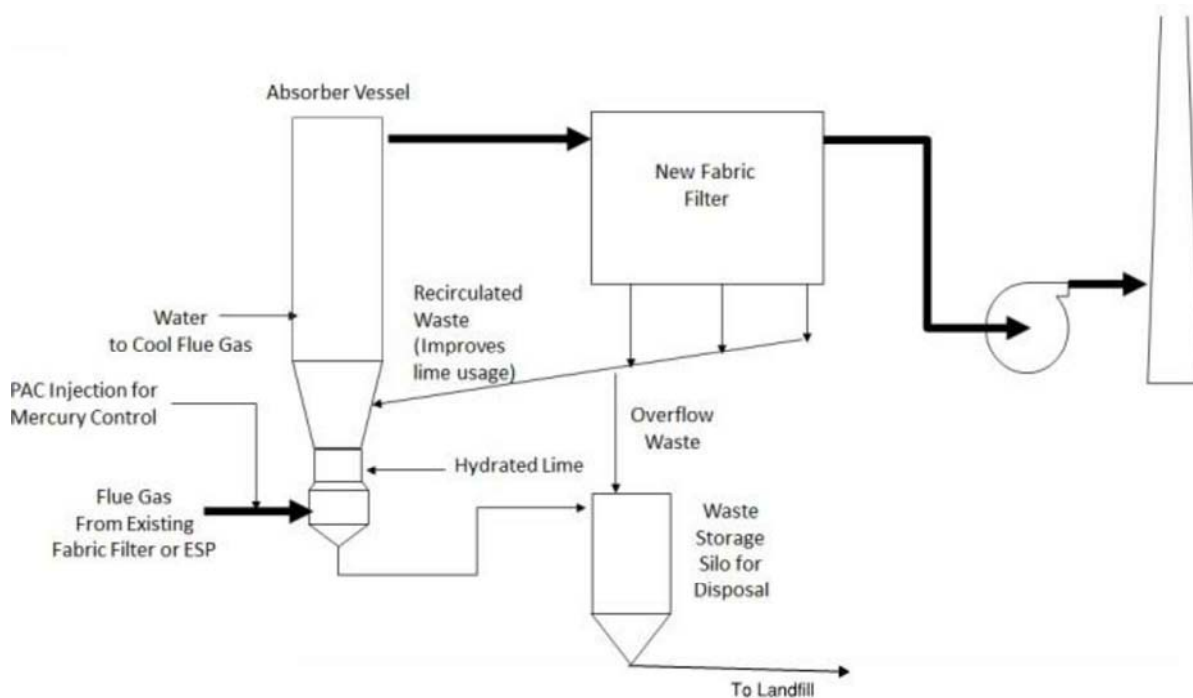 Absorber Vessel
New Fabric
Filter
Recirculated
Waste
(Improves
lime usage)
Water
to Cool Flue Gas
PAC Injection for
Mercury Control
Overflow
Waste
Hydrated Lime
Flue Gas
From Existing
Fabric Filter or ESP
Waste
Storage
Silo for
Disposal
To Landfill